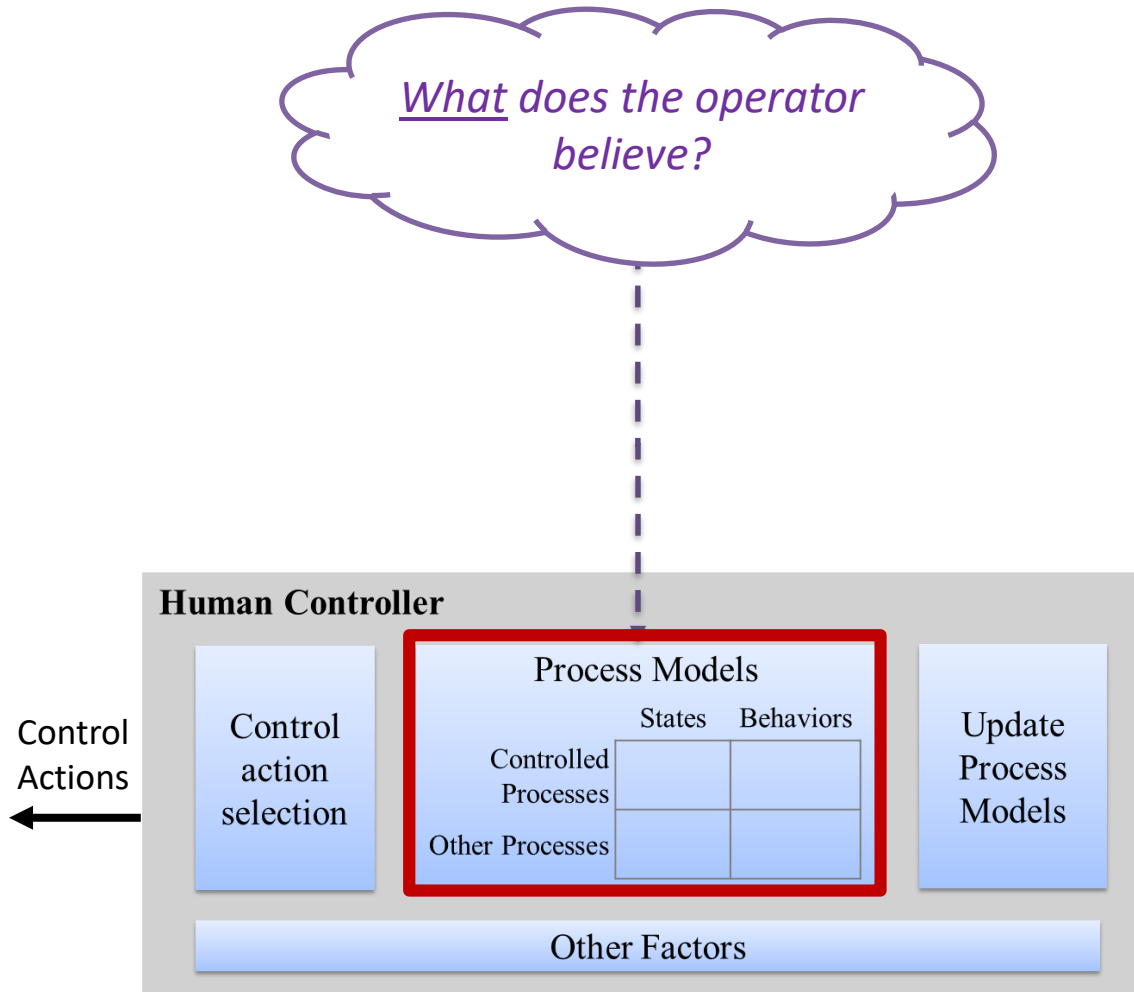 What does the operator
believe?
Human Controller
Control
Actions
Control
action
selection
Process Models
States Behaviors
Controlled
Processes
Other Processes
Update
Process
Models
Other Factors